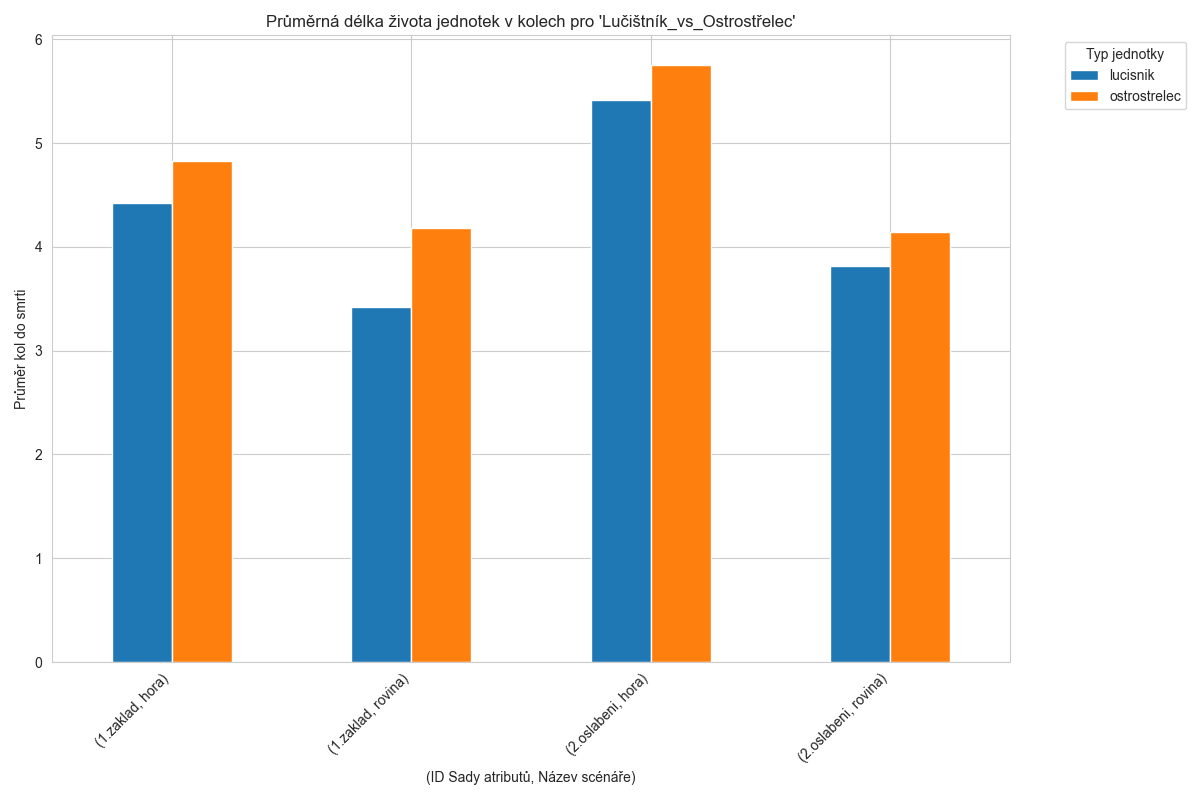 Průměrná délka života jednotek v kolech pro 'Lučištník_vs_Ostrostřelec'
Typ jednotky
lucisnik
ostrostrelec
Průměr kol do smrti
6
5
4
3
2
1
0
(1.zaklad, hora)
(1.zaklad, rovina)
(2.oslabeni, hora)
(2.oslabeni, rovina)
(ID Sady atributů, Název scénáře)